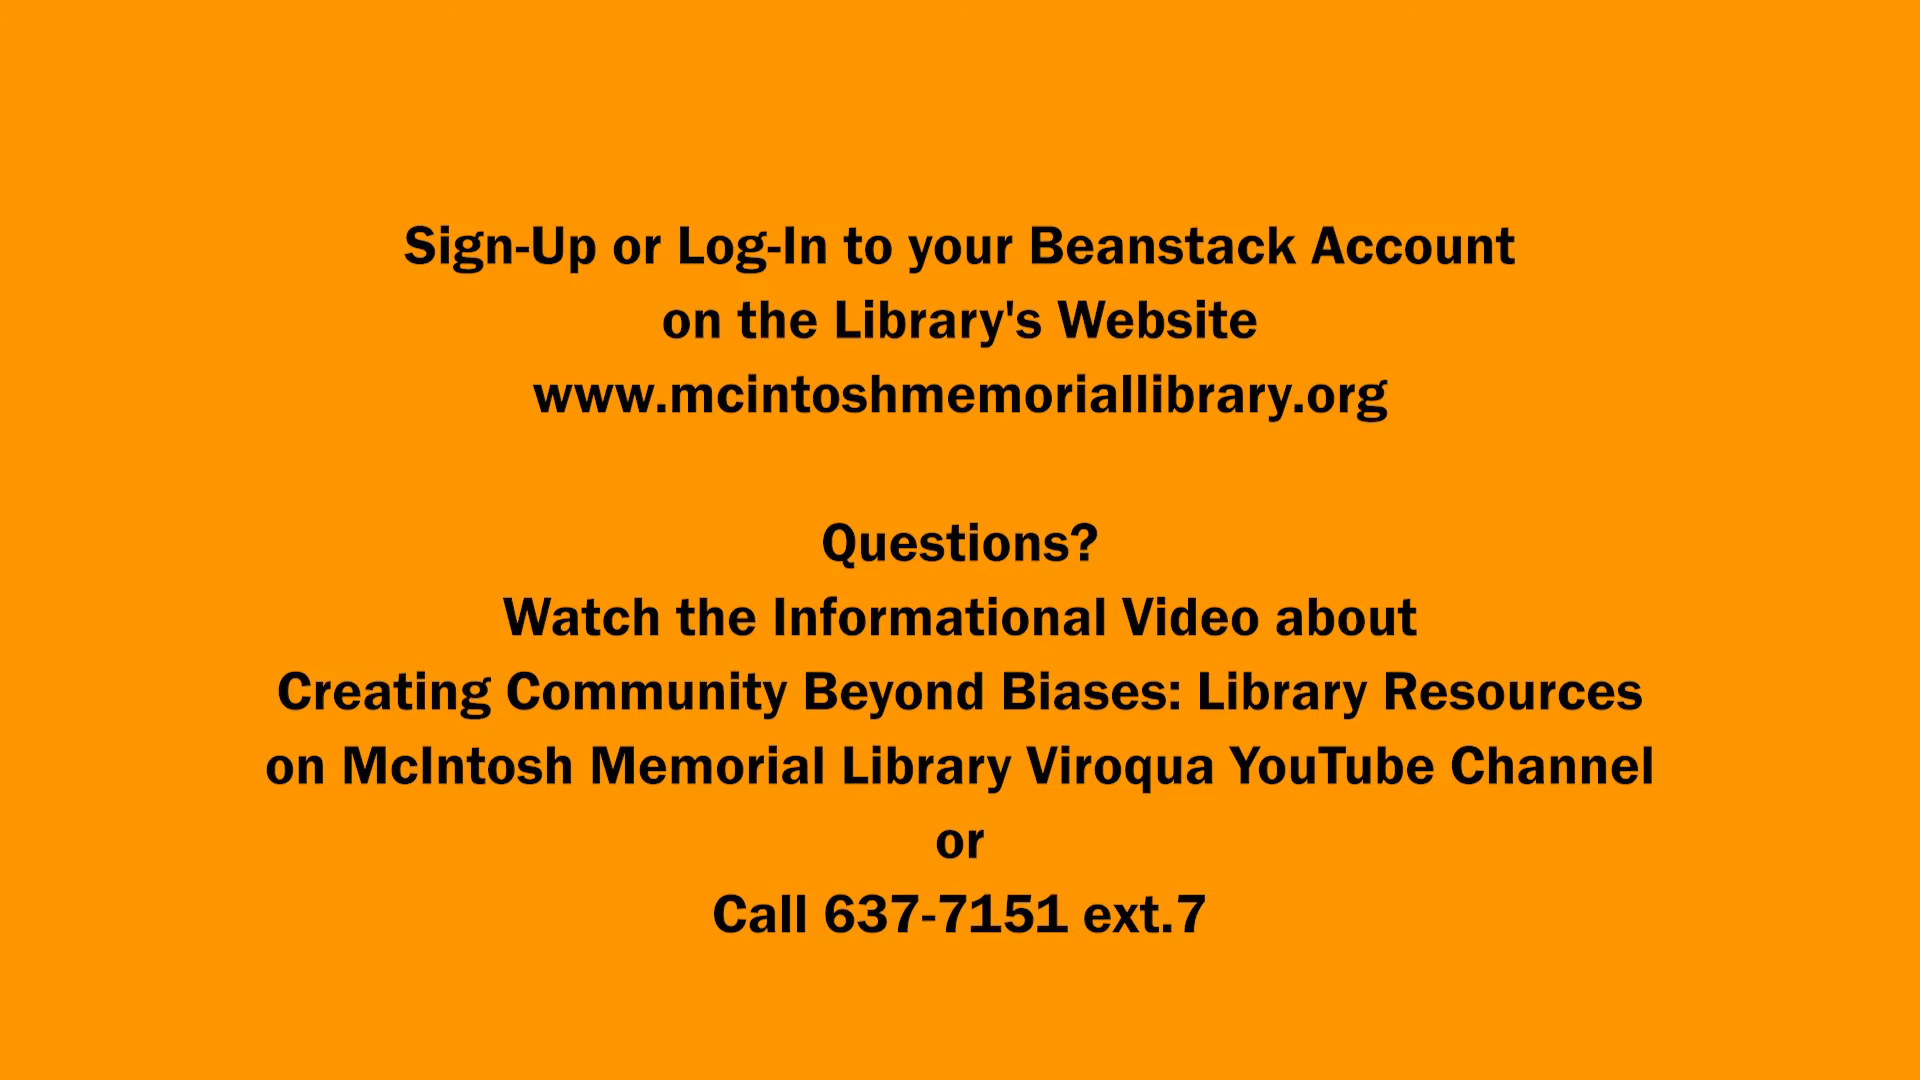 Sign-Up or Log-In to your Beanstack Account
on the Library's Website
www.mcintoshmemoriallibrary.org
Questions?
Watch the Informational Video about
Creating Community Beyond Biases: Library Resources
on McIntosh Memorial Library Viroqua YouTube Channel
or
Call 637-7151 ext.7